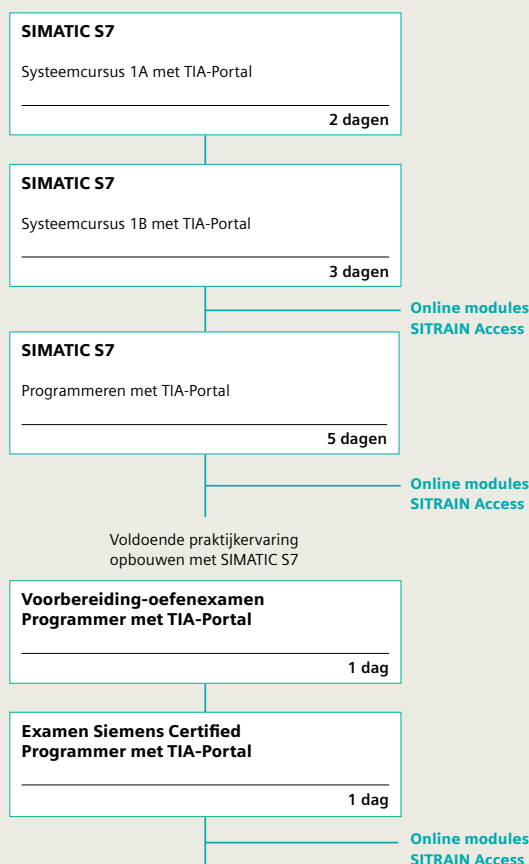 SIMATIC S7
Systeemcursus 1A met TIA-Portal
2 dagen
SIMATIC S7
Systeemcursus 1B met TIA-Portal
3 dagen
Online modules
SITRAIN Access
SIMATIC S7
Programmeren met TIA-Portal
5 dagen
Online modules
SITRAIN Access
Voldoende praktijkervaring
opbouwen met SIMATIC S7
Voorbereiding-oefenexamen
Programmer met TIA-Portal
1 dag
Examen Siemens Certified
Programmer met TIA-Portal
1 dag
Online modules
SITRAIN Access